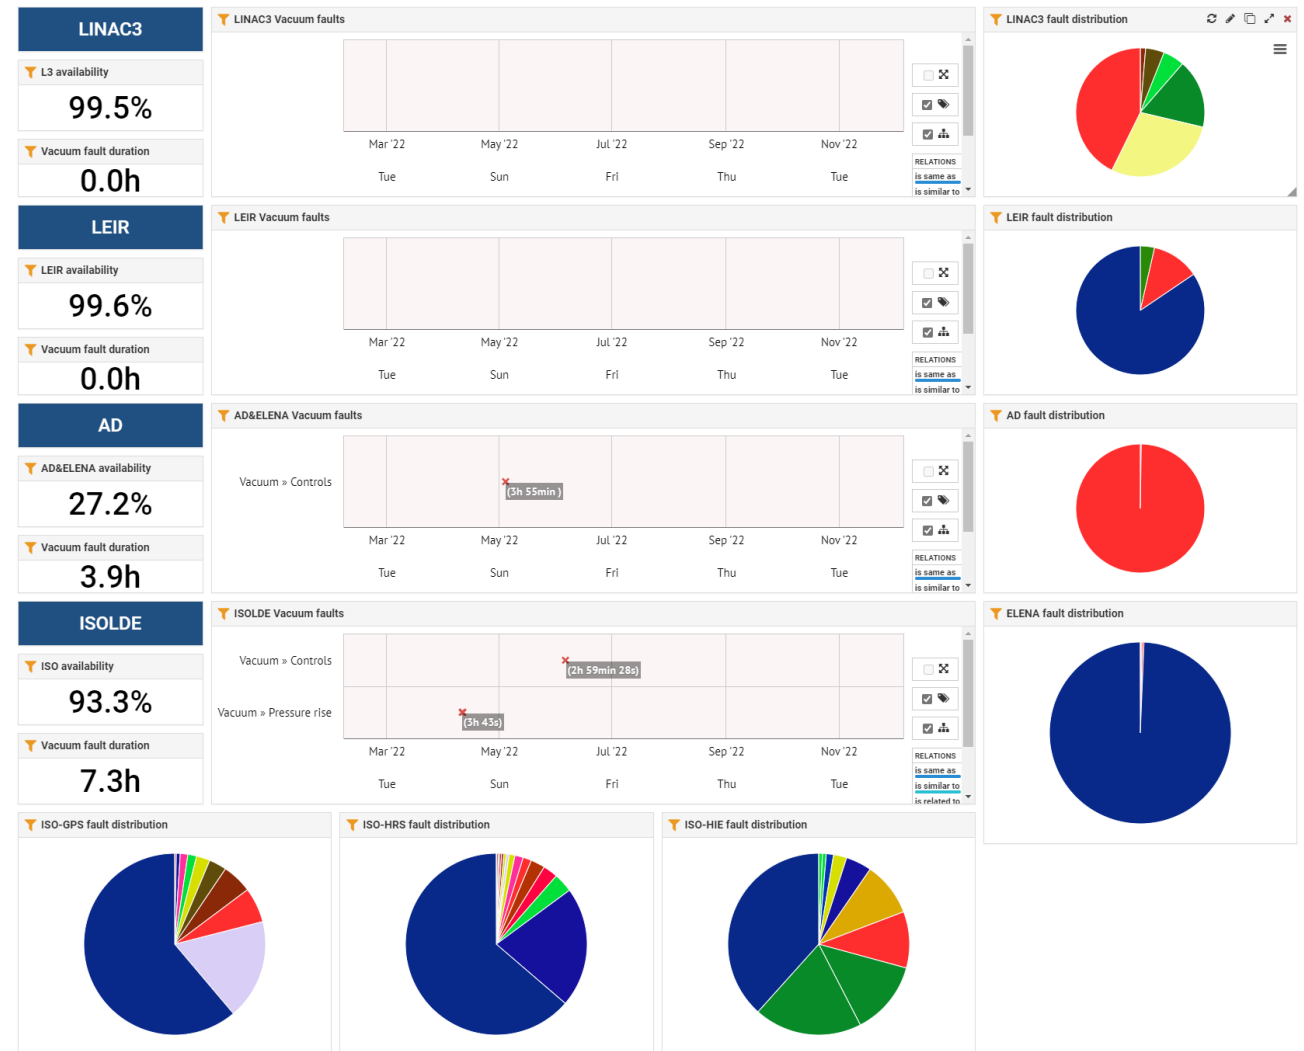 LINAC3
L3 availability
99.5%
Vacuum fault duration
0.0h
LINAC3 Vacuum faults
Mar '22 May '22 Jul '22 Sep '22 Nov '22
Tue Sun Fri Thu Tue
RELATIONS
is same as
is similar to
LINAC3 fault distribution
LEIR
LEIR availability
99.6%
Vacuum fault duration
0.0h
LEIR Vacuum faults
Mar '22 May '22 Jul '22 Sep '22 Nov '22
Tue Sun Fri Thu Tue
RELATIONS
is same as
is similar to
LEIR fault distribution
AD
AD&ELENA availability
27.2%
Vacuum fault duration
3.9h
AD&ELENA Vacuum faults
Vacuum » Controls
(3h 55min )
Mar '22 May '22 Jul '22 Sep '22 Nov '22
Tue Sun Fri Thu Tue
RELATIONS
is same as
is similar to
AD fault distribution
ISOLDE
ISO availability
93.3%
Vacuum fault duration
7.3h
ISOLDE Vacuum faults
Vacuum » Controls
(2h 59min 28s)
Vacuum » Pressure rise
(3h 43s)
Mar '22 May '22 Jul '22 Sep '22 Nov '22
Tue Sun Fri Thu Tue
RELATIONS
is same as
is similar to
is related to
ELENA fault distribution
ISO-GPS fault distribution
ISO-HRS fault distribution
ISO-HIE fault distribution